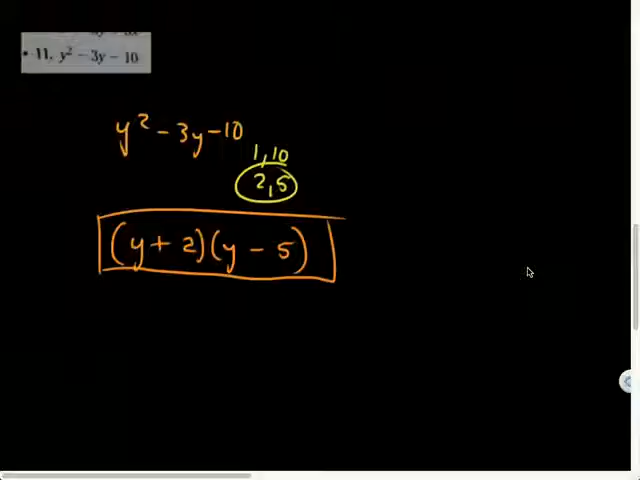 • 11. y² − 3y − 10
y² − 3y − 10
1, 10
2, 5
(y + 2)(y − 5)